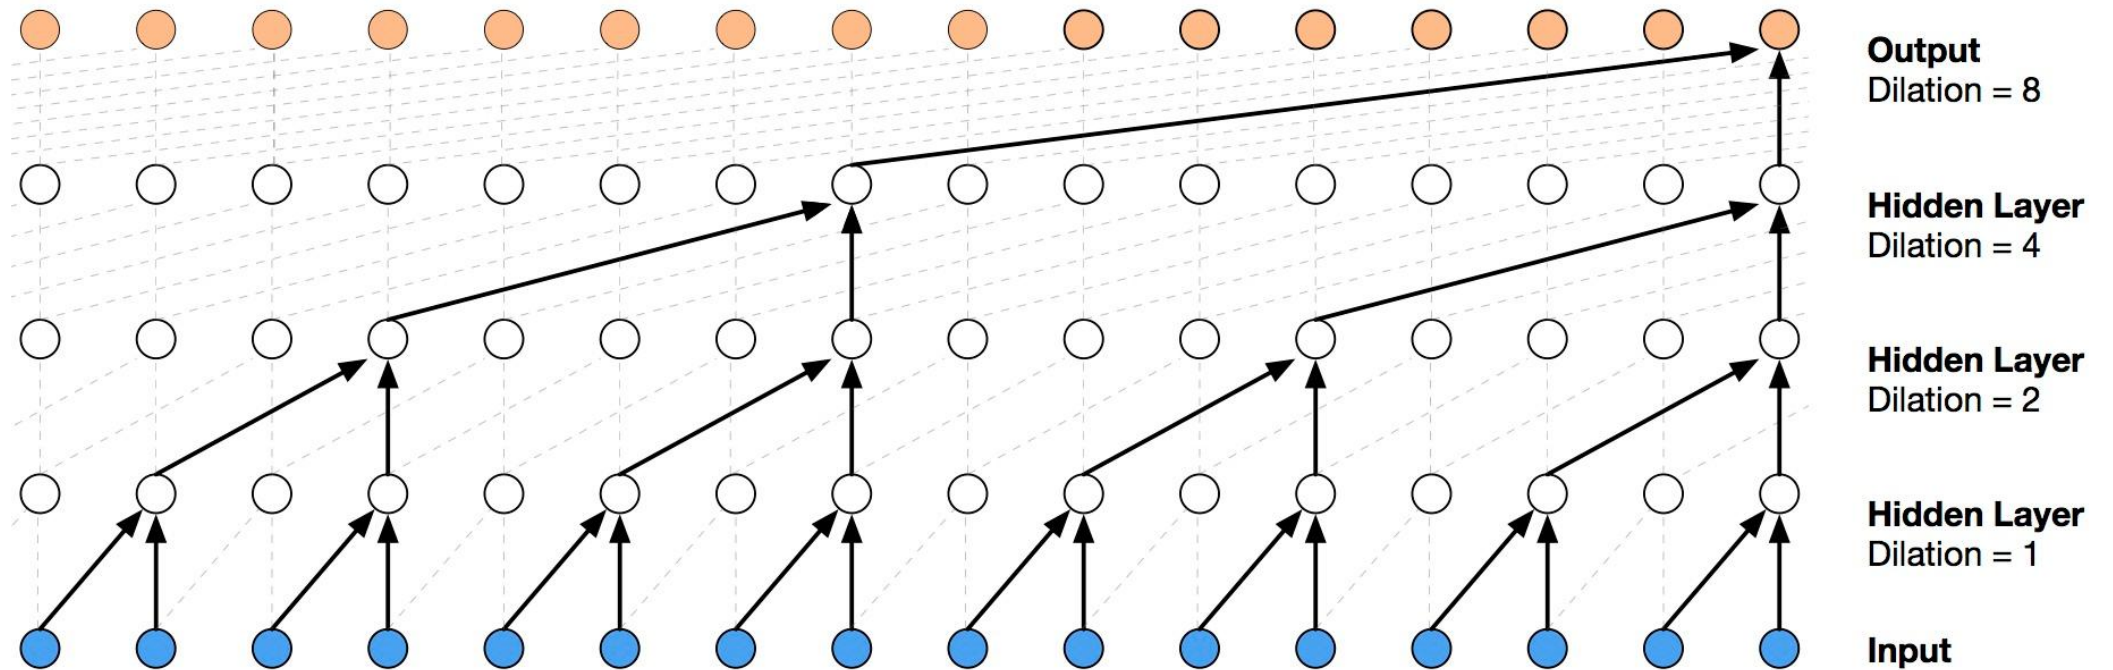 Output
Dilation = 8
Hidden Layer
Dilation = 4
Hidden Layer
Dilation = 2
Hidden Layer
Dilation = 1
Input